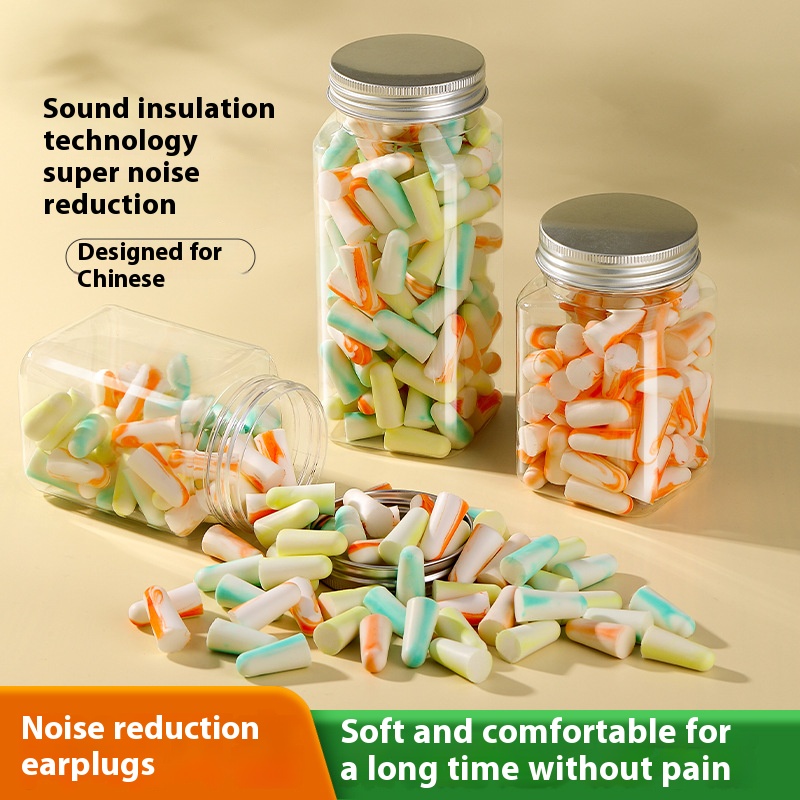 Sound insulation
technology
super noise
reduction
Designed for
Chinese
Noise reduction
earplugs
Soft and comfortable for
a long time without pain